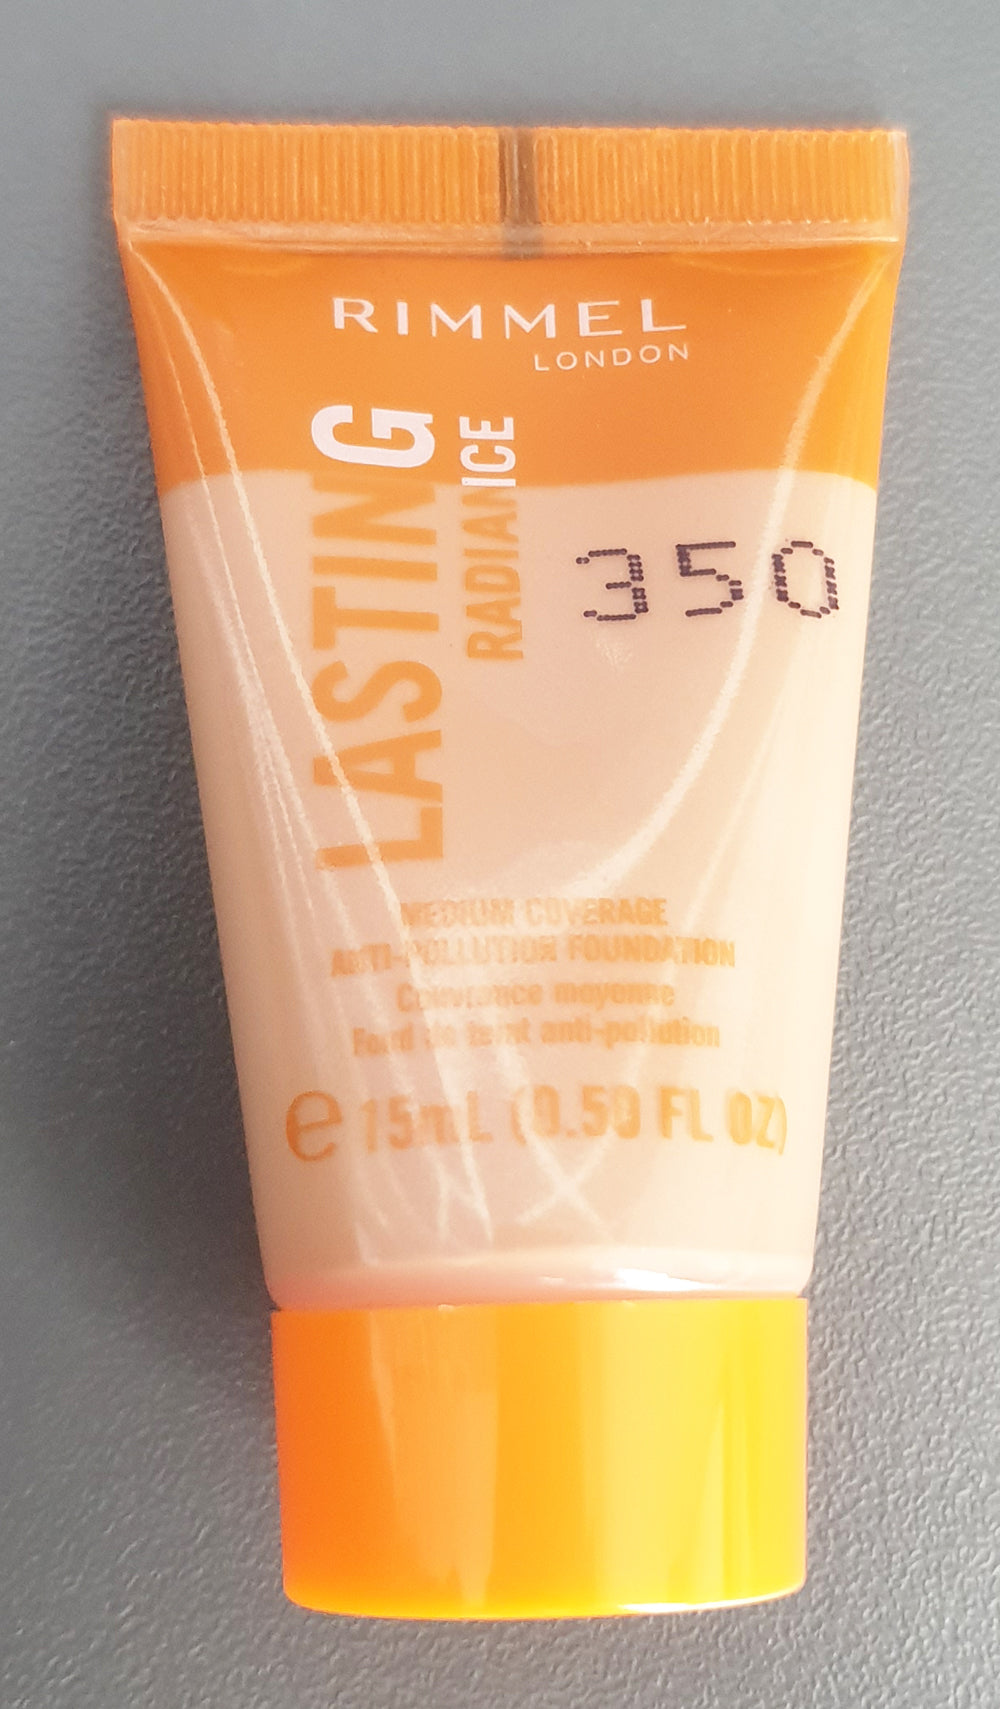 RIMMEL
LONDON
LASTING
RADIANCE
350
MEDIUM COVERAGE
ANTI-POLLUTION FOUNDATION
Couvrance moyenne
Fond de teint anti-pollution
e 15mL (0.50 FL OZ)